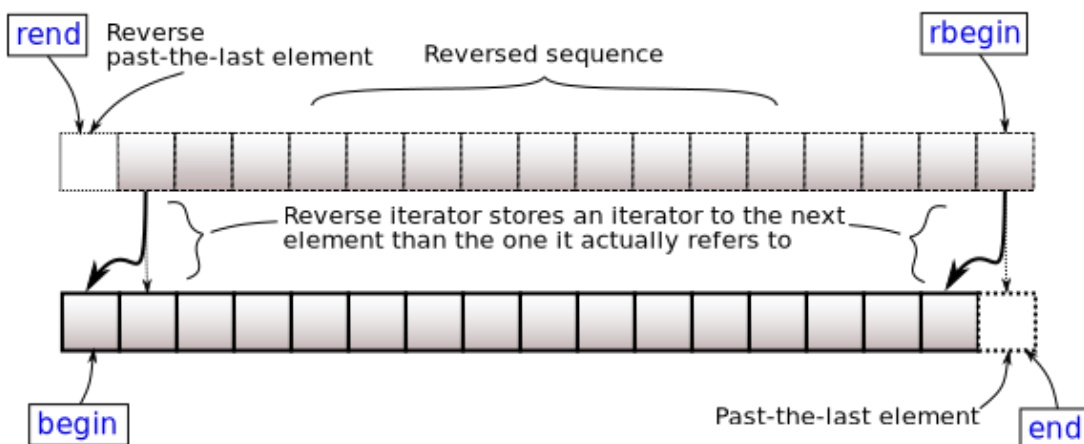 rend
Reverse
past-the-last element
Reversed sequence
rbegin
Reverse iterator stores an iterator to the next
element than the one it actually refers to
begin
Past-the-last element
end